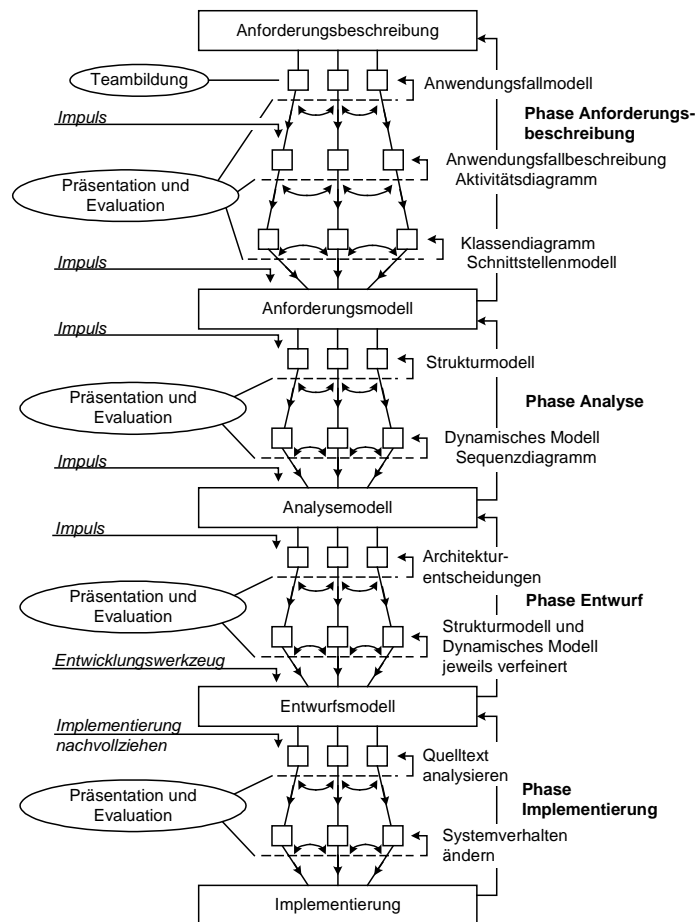 Anforderungsbeschreibung
Teambildung
Anwendungsfallmodell
Impuls
Phase Anforderungs-
beschreibung
Anwendungsfallbeschreibung
Aktivitätsdiagramm
Präsentation und
Evaluation
Klassendiagramm
Schnittstellenmodell
Impuls
Anforderungsmodell
Impuls
Strukturmodell
Präsentation und
Evaluation
Phase Analyse
Dynamisches Modell
Sequenzdiagramm
Impuls
Analysemodell
Impuls
Architektur-
entscheidungen
Präsentation und
Evaluation
Phase Entwurf
Strukturmodell und
Dynamisches Modell
jeweils verfeinert
Entwicklungswerkzeug
Entwurfsmodell
Implementierung
nachvollziehen
Quelltext
analysieren
Präsentation und
Evaluation
Phase
Implementierung
Systemverhalten
ändern
Implementierung